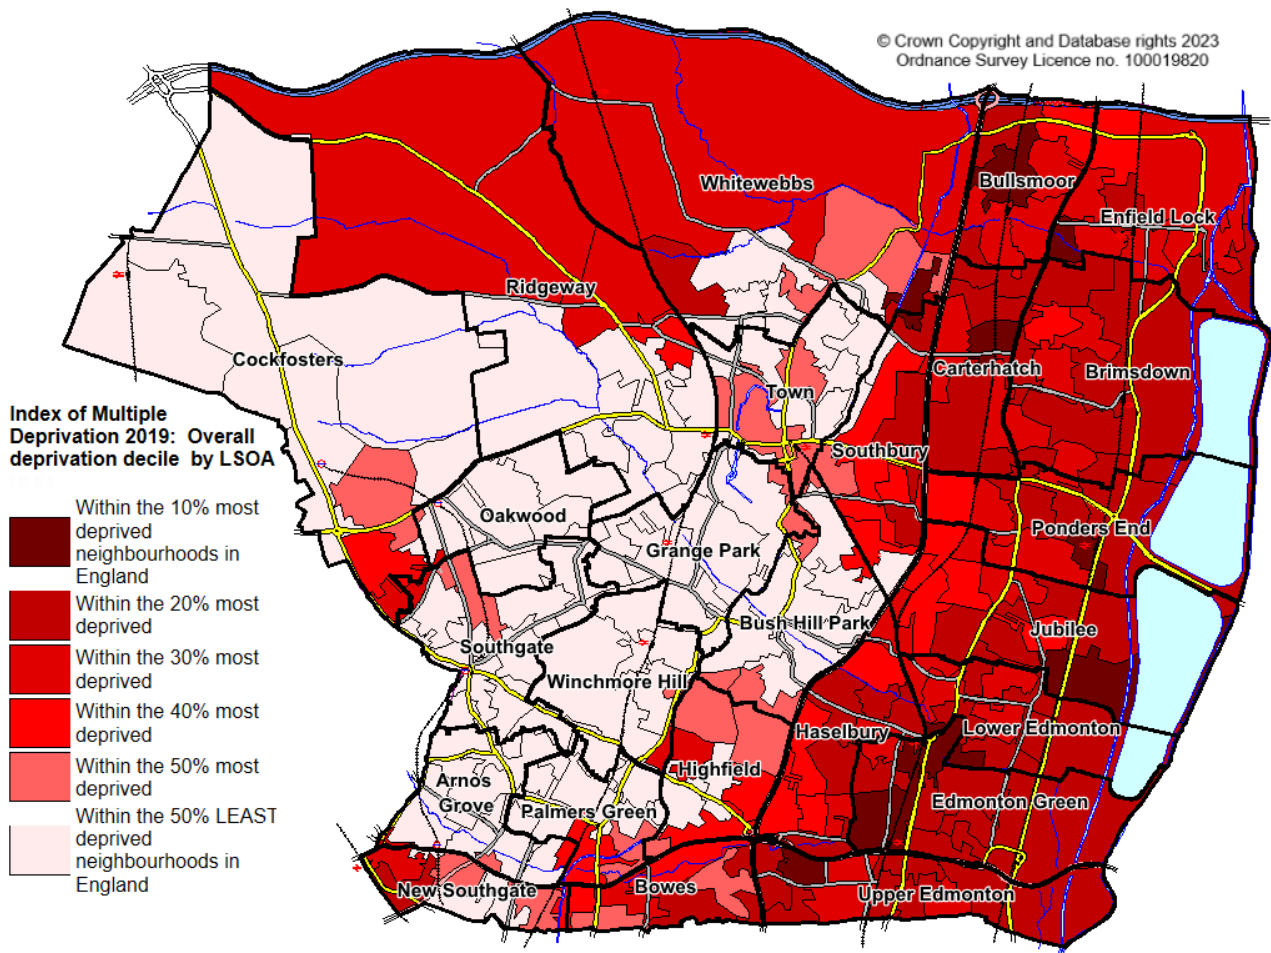 © Crown Copyright and Database rights 2023
Ordnance Survey Licence no. 100019820
Whitewebbs
Bullsmoor
Enfield Lock
Ridgeway
Cockfosters
Carterhatch
Brimsdown
Town
Southbury
Oakwood
Ponders End
Grange Park
Bush Hill Park
Jubilee
Southgate
Winchmore Hill
Haselbury
Lower Edmonton
Highfield
Arnos
Grove
Palmers Green
Edmonton Green
New Southgate
Bowes
Upper Edmonton
Index of Multiple
Deprivation 2019: Overall
deprivation decile by LSOA
Within the 10% most
deprived
neighbourhoods in
England
Within the 20% most
deprived
Within the 30% most
deprived
Within the 40% most
deprived
Within the 50% most
deprived
Within the 50% LEAST
deprived
neighbourhoods in
England